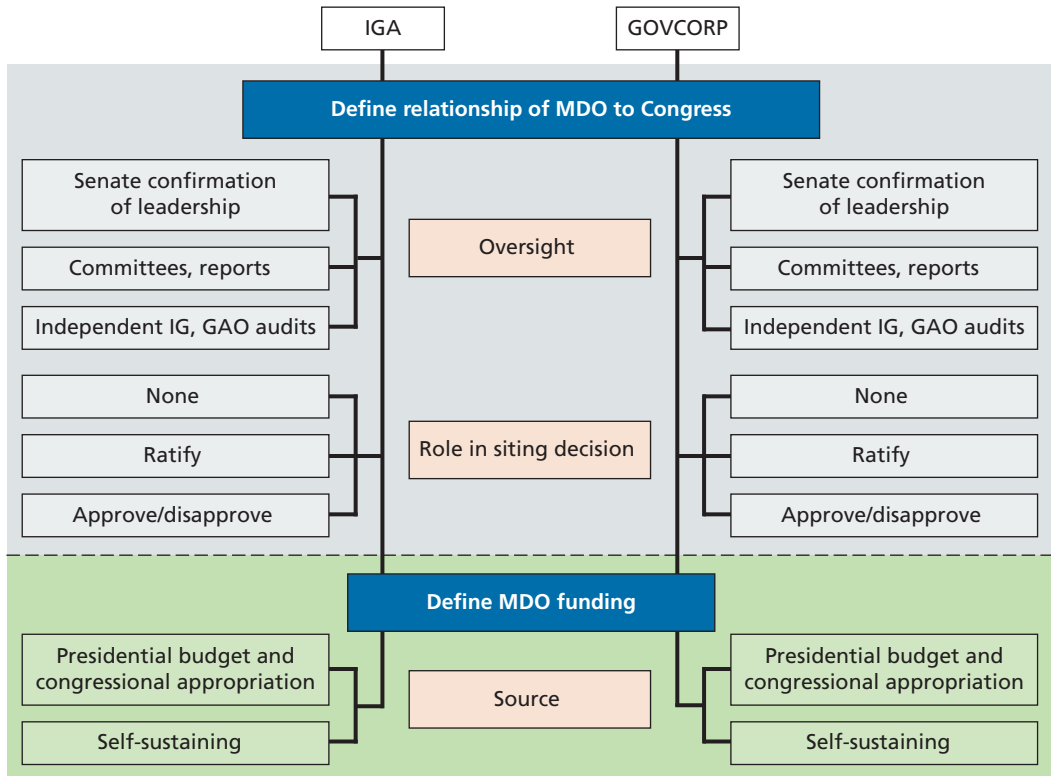 IGA
GOVCORP
Define relationship of MDO to Congress
Senate confirmation
of leadership
Committees, reports
Independent IG, GAO audits
Oversight
Senate confirmation
of leadership
Committees, reports
Independent IG, GAO audits
None
Ratify
Approve/disapprove
Role in siting decision
None
Ratify
Approve/disapprove
Define MDO funding
Presidential budget and
congressional appropriation
Self-sustaining
Source
Presidential budget and
congressional appropriation
Self-sustaining